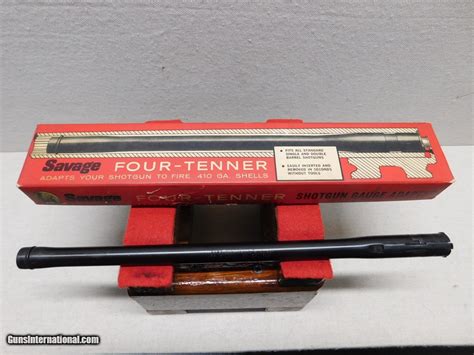 Savage
FOUR-TENNER
ADAPTS YOUR SHOTGUN TO FIRE .410 GA. SHELLS
FITS ALL STANDARD
SINGLE AND DOUBLE
BARREL SHOTGUNS
EASILY INSERTED AND
REMOVED IN SECONDS
WITHOUT TOOLS
Savage
FOUR-TENNER
SHOTGUN GAUGE
GunsInternational.com